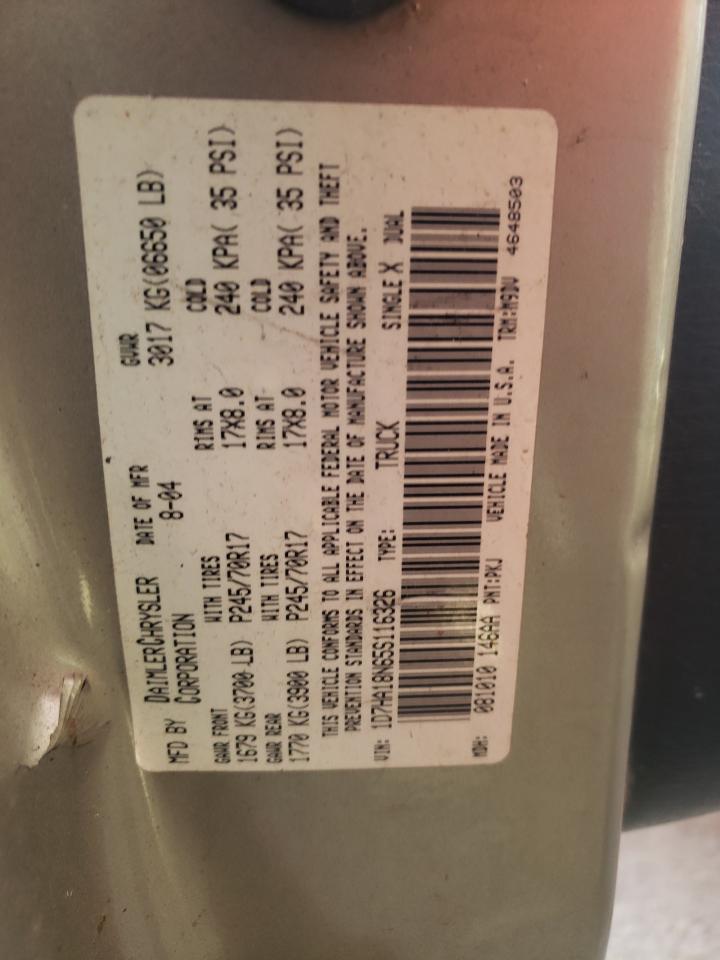 MFD BY DAIMLERCHRYSLER CORPORATION
DATE OF MFR 8-04
GVWR 3017 KG(06650 LB)
GAWR FRONT WITH TIRES RIMS AT COLD
1679 KG(3700 LB) P245/70R17 17X8.0 240 KPA( 35 PSI)
GAWR REAR WITH TIRES RIMS AT COLD
1770 KG(3900 LB) P245/70R17 17X8.0 240 KPA( 35 PSI)
THIS VEHICLE CONFORMS TO ALL APPLICABLE FEDERAL MOTOR VEHICLE SAFETY AND THEFT
PREVENTION STANDARDS IN EFFECT ON THE DATE OF MANUFACTURE SHOWN ABOVE.
VIN: 1D7HA18N65S116326 TYPE: TRUCK SINGLE X DUAL
MDH: 081010 146AA PNT:PKJ VEHICLE MADE IN U.S.A. TRM:M9DV
4648503